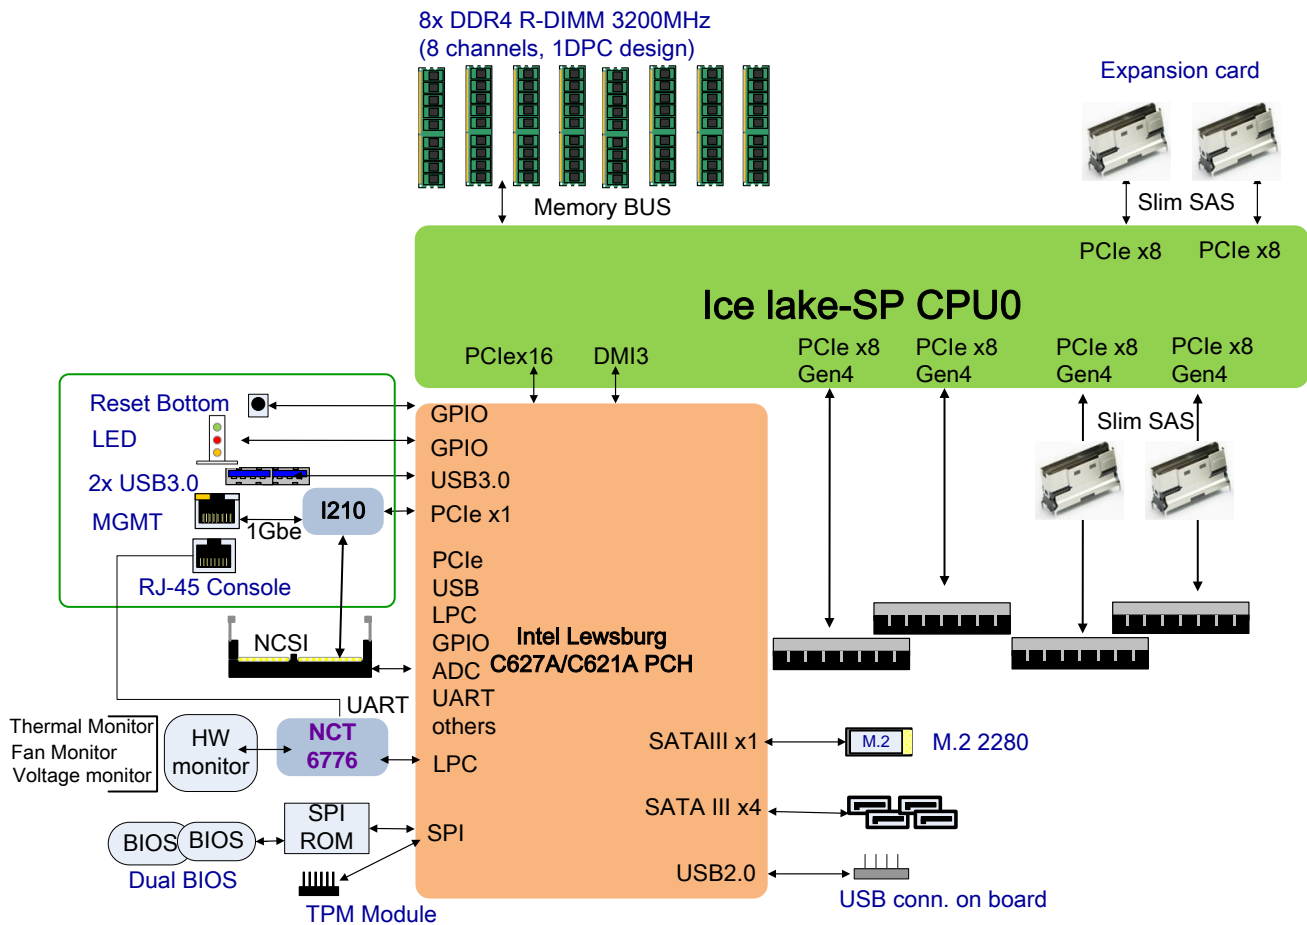 8x DDR4 R-DIMM 3200MHz
(8 channels, 1DPC design)
Expansion card
Memory BUS
Slim SAS
PCIe x8
PCIe x8
Ice lake-SP CPU0
PCIex16
DMI3
PCIe x8
Gen4
PCIe x8
Gen4
PCIe x8
Gen4
PCIe x8
Gen4
Slim SAS
Reset Bottom
LED
2x USB3.0
MGMT
1Gbe
I210
RJ-45 Console
GPIO
GPIO
USB3.0
PCIe x1
PCIe
USB
LPC
GPIO
ADC
UART
others
LPC
SPI
Intel Lewsburg
C627A/C621A PCH
NCSI
UART
NCT
6776
HW
monitor
Thermal Monitor
Fan Monitor
Voltage monitor
SPI
ROM
BIOS
BIOS
Dual BIOS
TPM Module
SATAIII x1
M.2
M.2 2280
SATA III x4
USB2.0
USB conn. on board